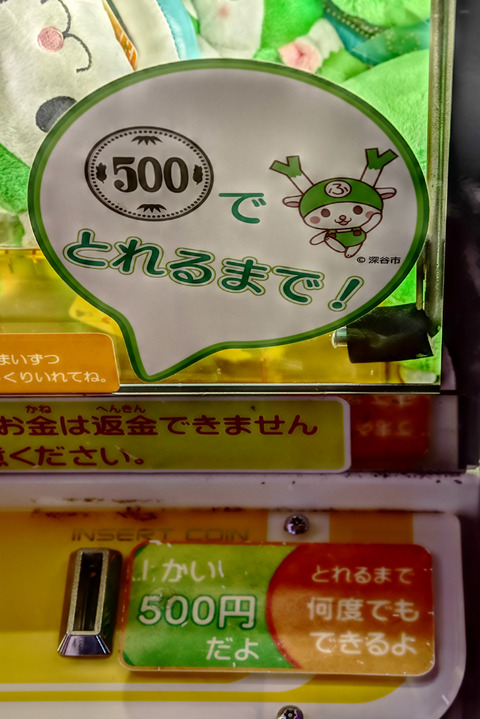 500
で
ふ
© 深谷市
とれるまで!
まいずつ
くりいれてね。
お金は返金できません
かね
へんきん
ください。
INSERT COIN
1かい!
500円
だよ
とれるまで
何度でも
できるよ